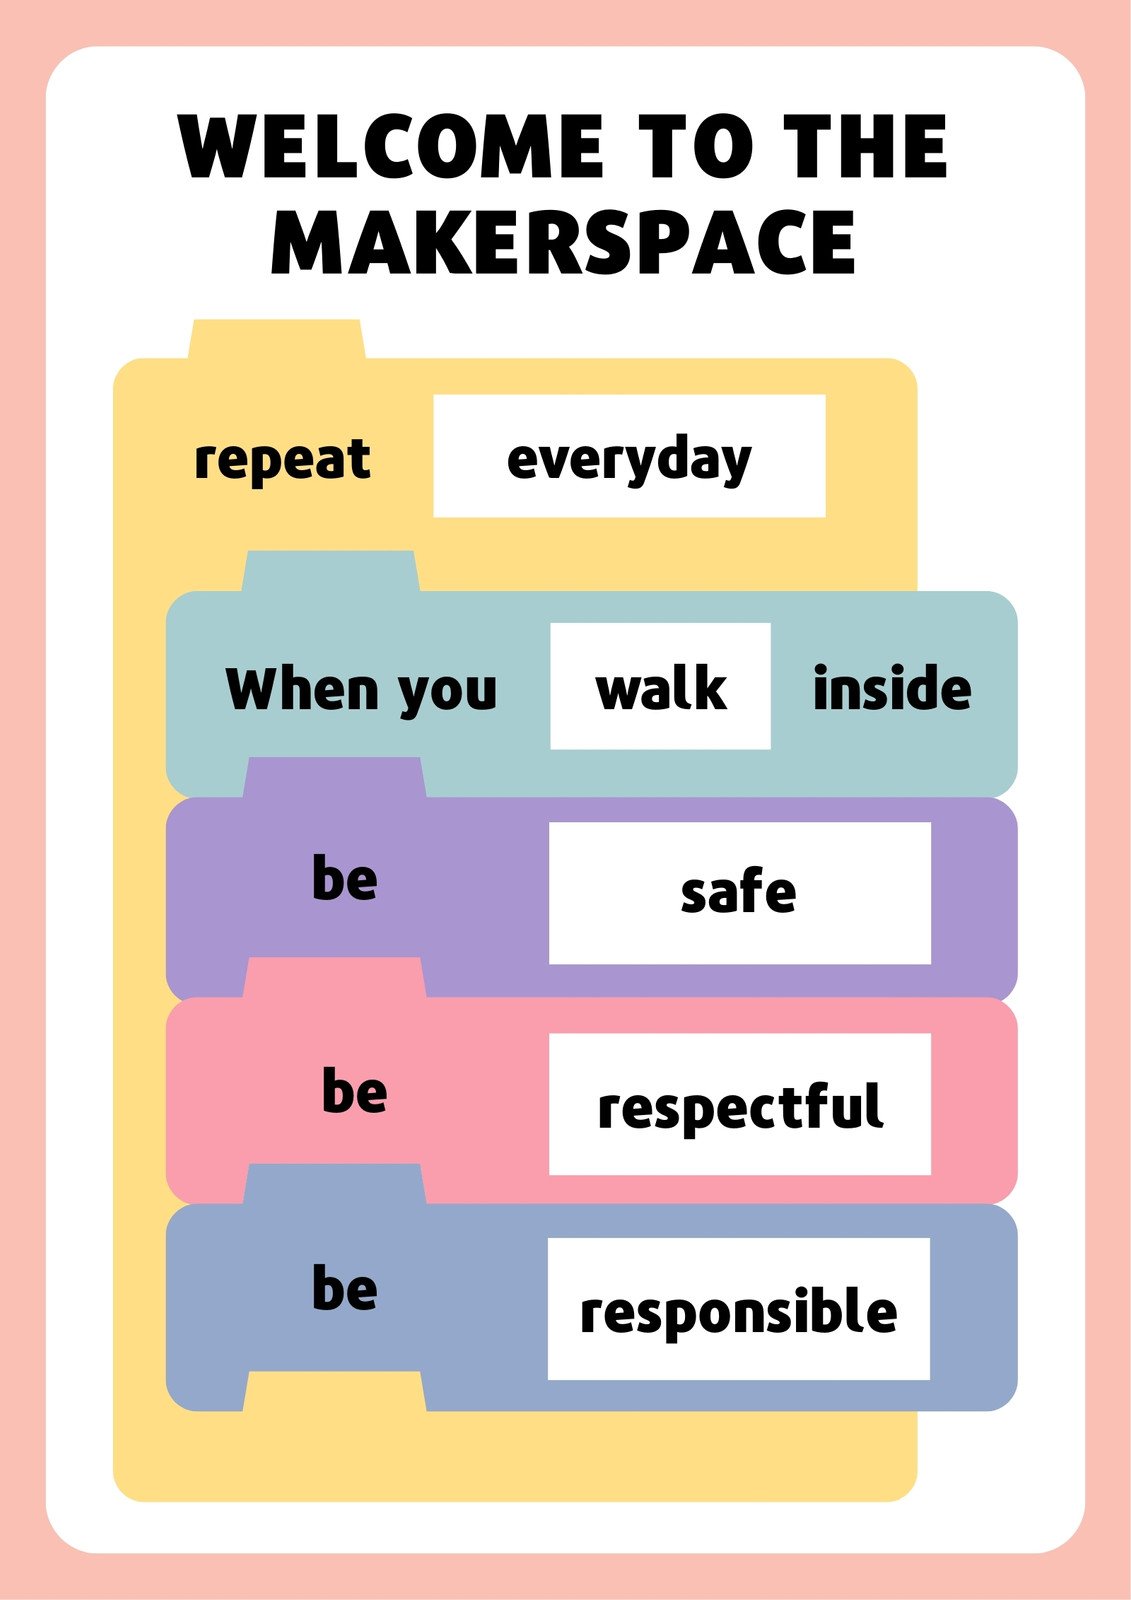 WELCOME TO THE
MAKERSPACE
repeat everyday
When you walk inside
be safe
be respectful
be responsible